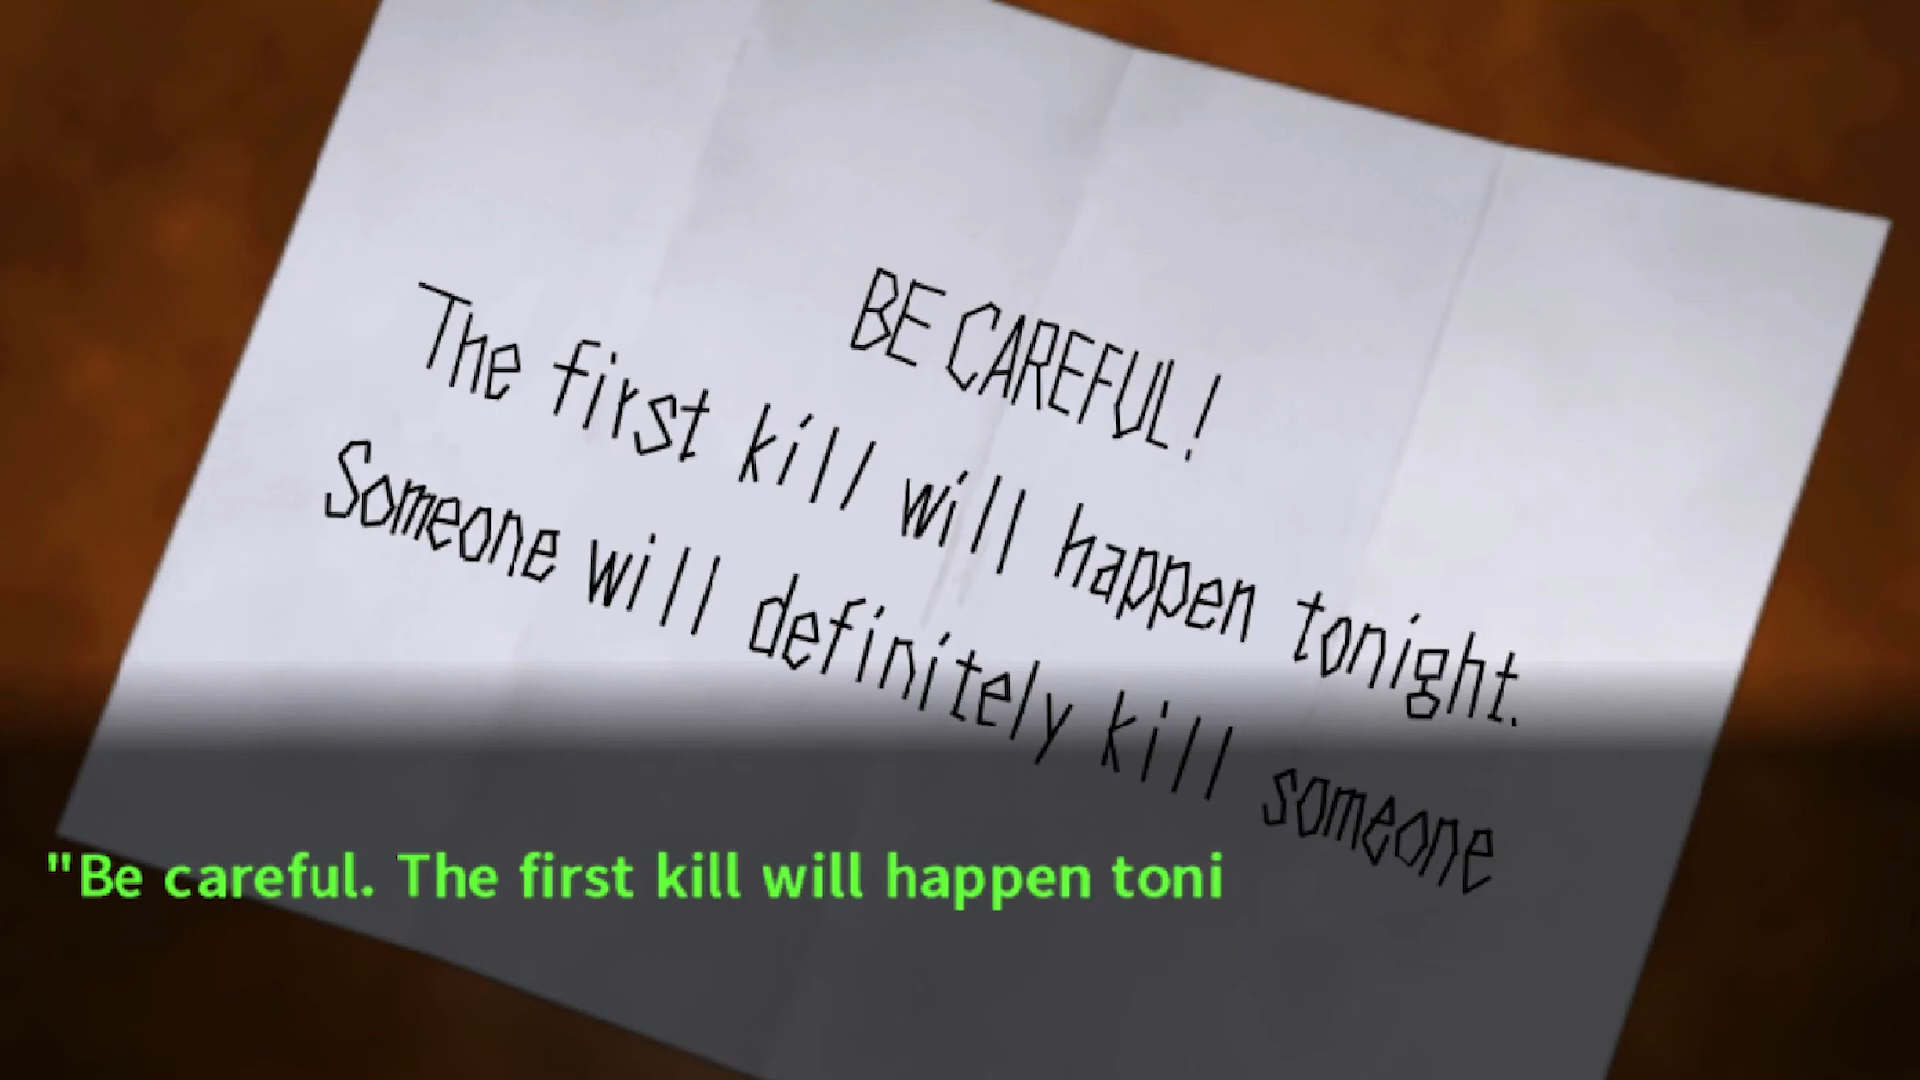 BE CAREFUL!
The first kill will happen tonight.
Someone will definitely kill someone
"Be careful. The first kill will happen toni